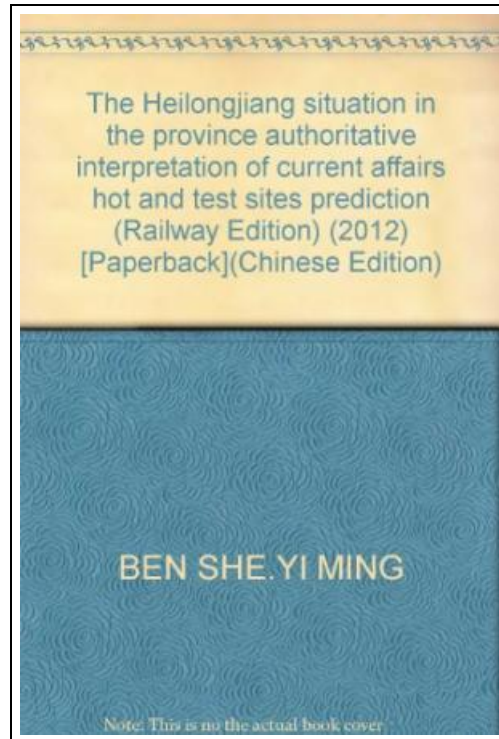 The Heilongjiang situation in
the province authoritative
interpretation of current affairs
hot and test sites prediction
(Railway Edition) (2012)
[Paperback](Chinese Edition)
BEN SHE.YI MING
Note: This is no the actual book cover